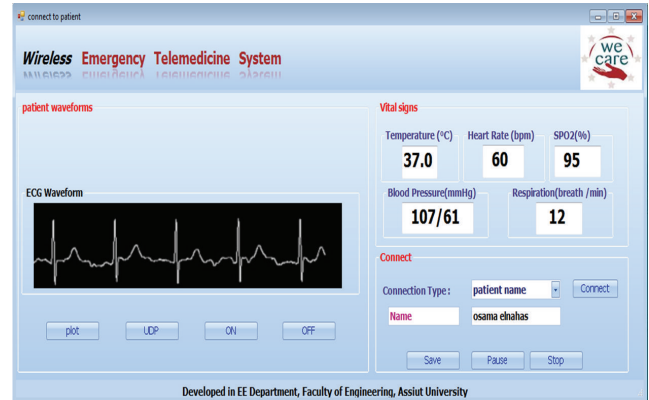 connect to patient
Wireless Emergency Telemedicine System
we
care
patient waveforms
ECG Waveform
plot UDP ON OFF
Vital signs
Temperature (°C) Heart Rate (bpm) SPO2(%)
37.0 60 95
Blood Pressure(mmHg) Respiration(breath /min)
107/61 12
Connect
Connection Type : patient name Connect
Name osama elnahas
Save Pause Stop
Developed in EE Department, Faculty of Engineering, Assiut University